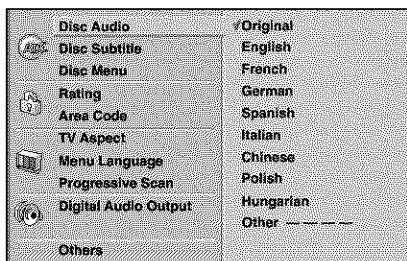 Disc Audio
Disc Subtitle
Disc Menu
Rating
Area Code
TV Aspect
Menu Language
Progressive Scan
Digital Audio Output
Others
Original
English
French
German
Spanish
Italian
Chinese
Polish
Hungarian
Other — — — —